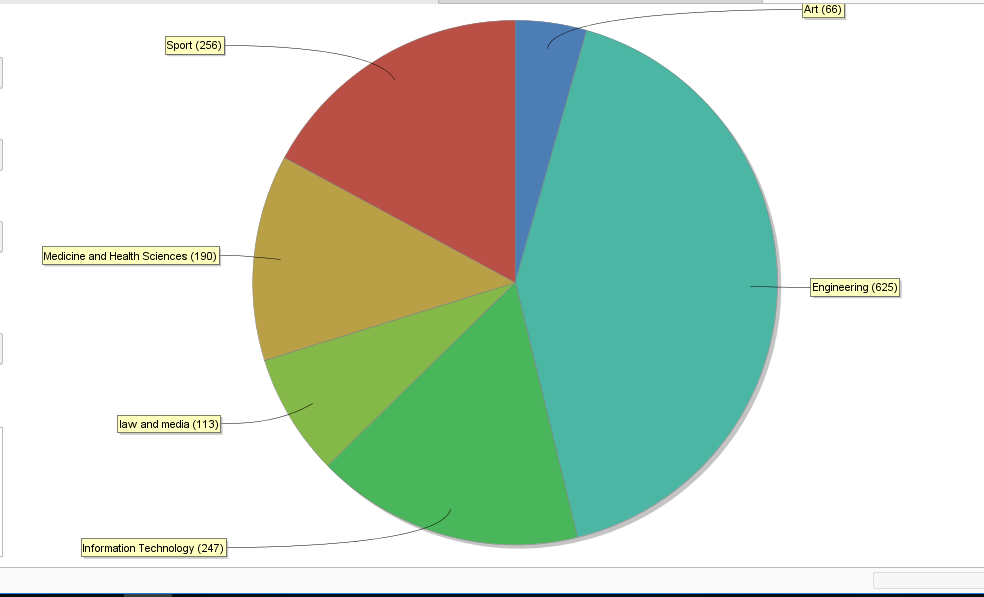 Art (66)
Sport (256)
Medicine and Health Sciences (190)
Engineering (625)
law and media (113)
Information Technology (247)